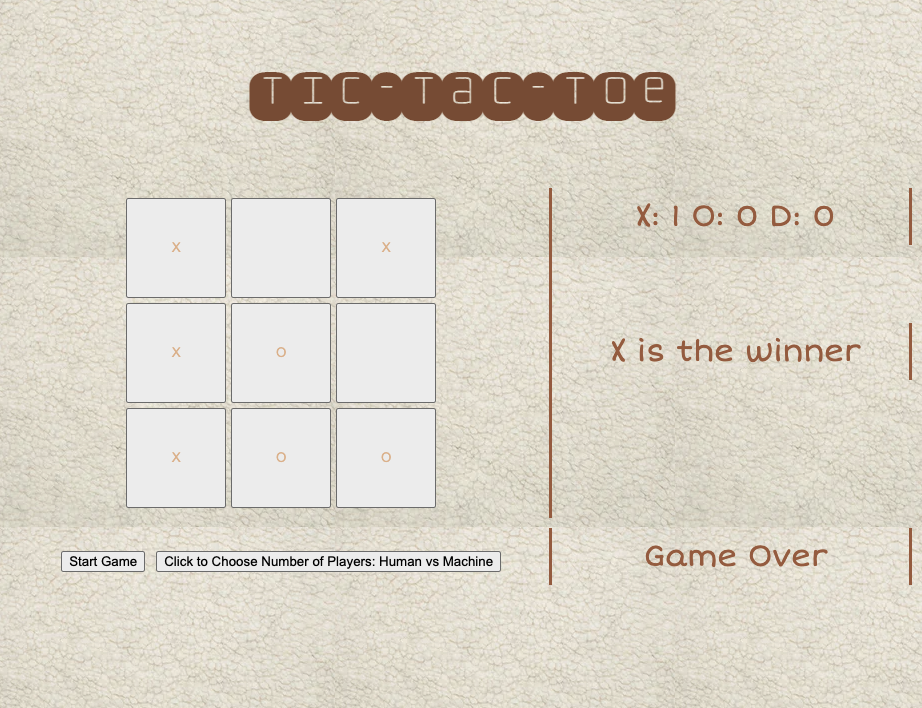 Tic-Tac-Toe
x x
x o
x o o
X: 1 O: 0 D: 0
X is the winner
Start Game Click to Choose Number of Players: Human vs Machine
Game Over